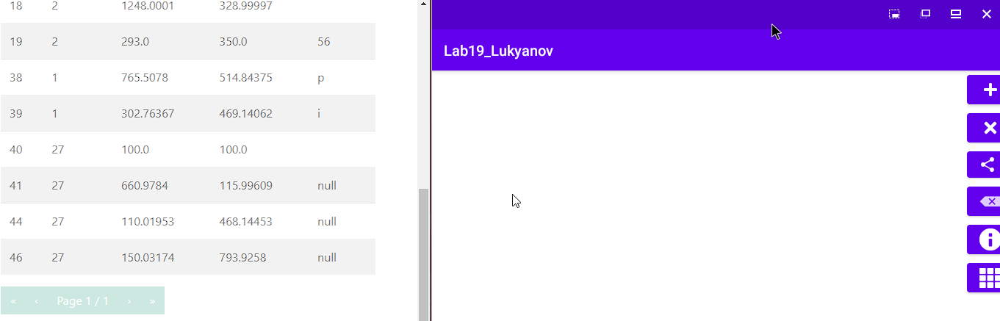 18 2 1248.0001 328.99997
19 2 293.0 350.0 56
38 1 765.5078 514.84375 p
39 1 302.76367 469.14062 i
40 27 100.0 100.0
41 27 660.9784 115.99609 null
44 27 110.01953 468.14453 null
46 27 150.03174 793.9258 null
« ‹ Page 1 / 1 › »
Lab19_Lukyanov